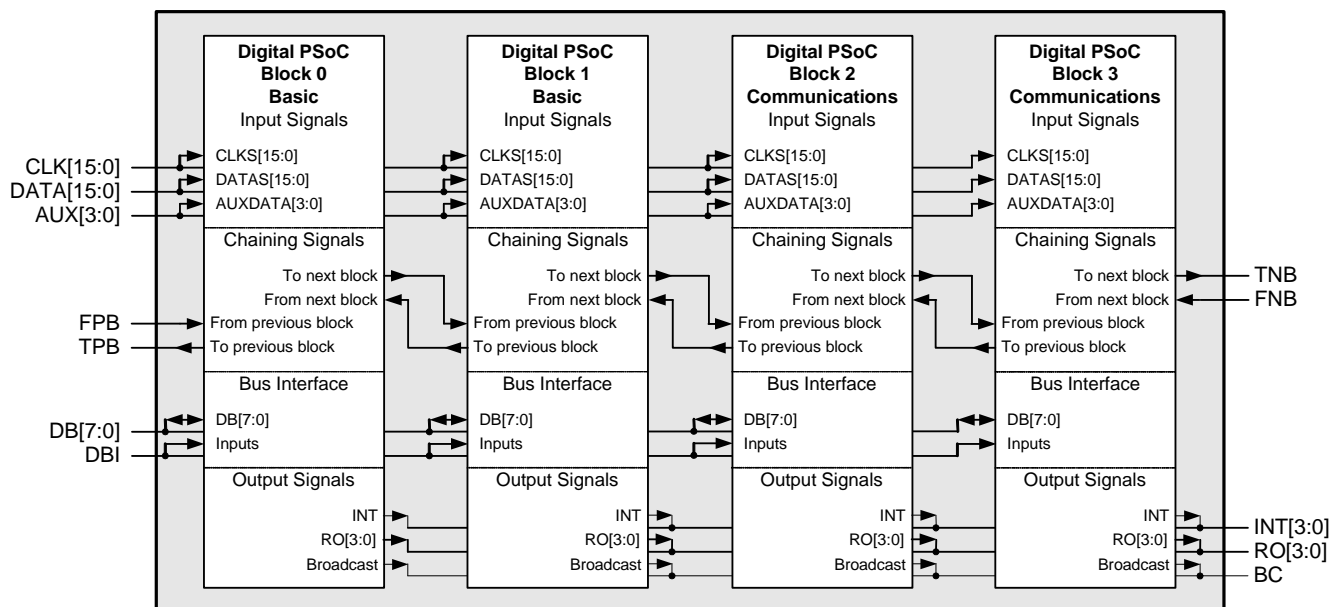 Digital PSoC
Block 0
Basic
Input Signals
CLKS[15:0]
DATAS[15:0]
AUXDATA[3:0]
Chaining Signals
To next block
From next block
From previous block
To previous block
Bus Interface
DB[7:0]
Inputs
Output Signals
INT
RO[3:0]
Broadcast
Digital PSoC
Block 1
Basic
Input Signals
CLKS[15:0]
DATAS[15:0]
AUXDATA[3:0]
Chaining Signals
To next block
From next block
From previous block
To previous block
Bus Interface
DB[7:0]
Inputs
Output Signals
INT
RO[3:0]
Broadcast
Digital PSoC
Block 2
Communications
Input Signals
CLKS[15:0]
DATAS[15:0]
AUXDATA[3:0]
Chaining Signals
To next block
From next block
From previous block
To previous block
Bus Interface
DB[7:0]
Inputs
Output Signals
INT
RO[3:0]
Broadcast
Digital PSoC
Block 3
Communications
Input Signals
CLKS[15:0]
DATAS[15:0]
AUXDATA[3:0]
Chaining Signals
To next block
From next block
From previous block
To previous block
Bus Interface
DB[7:0]
Inputs
Output Signals
INT
RO[3:0]
Broadcast
CLK[15:0]
DATA[15:0]
AUX[3:0]
FPB
TPB
DB[7:0]
DBI
TNB
FNB
INT[3:0]
RO[3:0]
BC